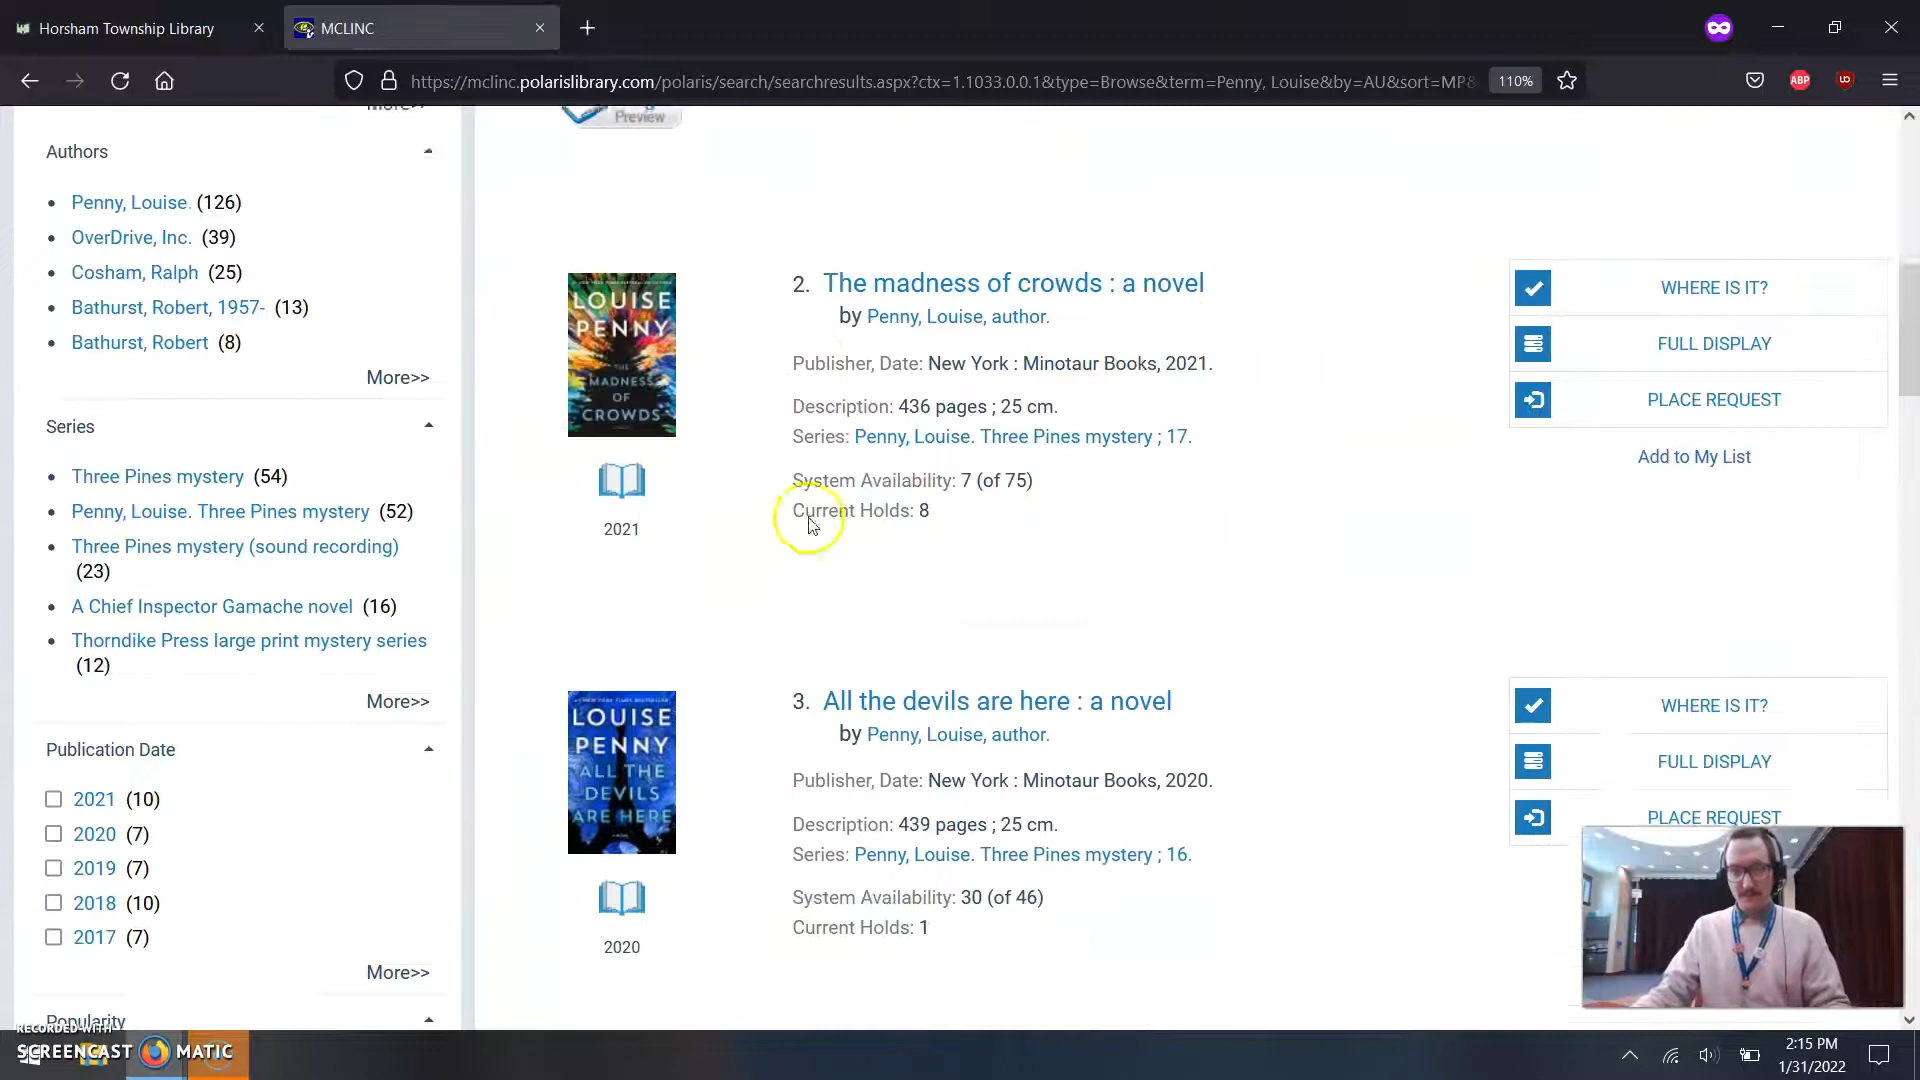 Horsham Township Library
MCLINC
https://mclinc.polarislibrary.com/polaris/search/searchresults.aspx?ctx=1.1033.0.0.1&type=Browse&term=Penny, Louise&by=AU&sort=MP&
110%
ABP
More>>
Preview
Authors
Penny, Louise. (126)
OverDrive, Inc. (39)
Cosham, Ralph (25)
Bathurst, Robert, 1957- (13)
Bathurst, Robert (8)
More>>
Series
Three Pines mystery (54)
Penny, Louise. Three Pines mystery (52)
Three Pines mystery (sound recording)
(23)
A Chief Inspector Gamache novel (16)
Thorndike Press large print mystery series
(12)
More>>
Publication Date
2021 (10)
2020 (7)
2019 (7)
2018 (10)
2017 (7)
More>>
Popularity
LOUISE
PENNY
THE
MADNESS
OF
CROWDS
2021
2. The madness of crowds : a novel
by Penny, Louise, author.
Publisher, Date: New York : Minotaur Books, 2021.
Description: 436 pages ; 25 cm.
Series: Penny, Louise. Three Pines mystery ; 17.
System Availability: 7 (of 75)
Current Holds: 8
WHERE IS IT?
FULL DISPLAY
PLACE REQUEST
Add to My List
LOUISE
PENNY
ALL THE
DEVILS
ARE HERE
2020
3. All the devils are here : a novel
by Penny, Louise, author.
Publisher, Date: New York : Minotaur Books, 2020.
Description: 439 pages ; 25 cm.
Series: Penny, Louise. Three Pines mystery ; 16.
System Availability: 30 (of 46)
Current Holds: 1
WHERE IS IT?
FULL DISPLAY
PLACE REQUEST
RECORDED WITH
SCREENCAST MATIC
2:15 PM
1/31/2022